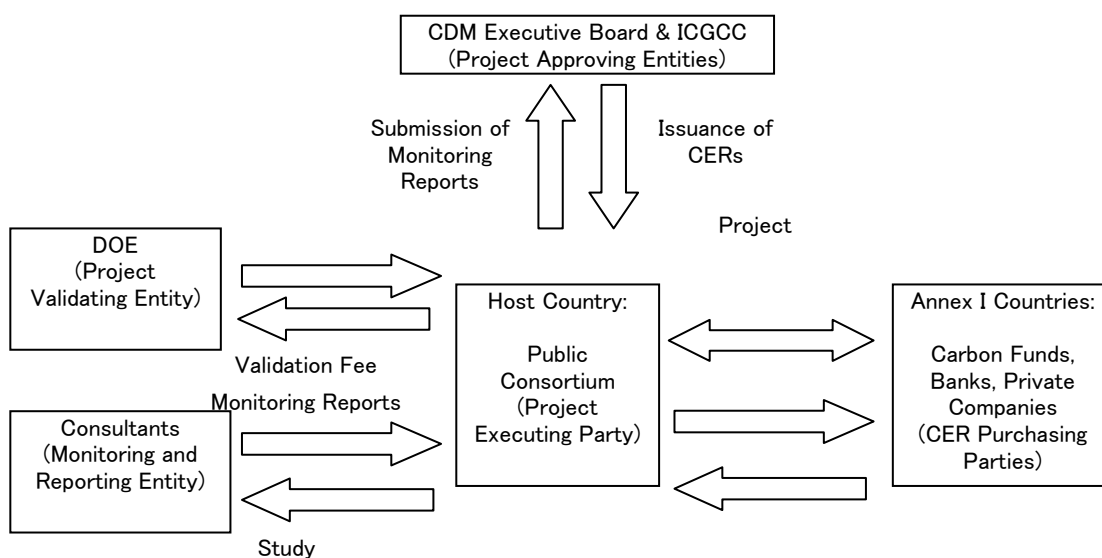 CDM Executive Board & ICGCC
(Project Approving Entities)
Submission of
Monitoring
Reports
Issuance of
CERs
Project
DOE
(Project
Validating Entity)
Validation Fee
Monitoring Reports
Consultants
(Monitoring and
Reporting Entity)
Study
Host Country:
Public
Consortium
(Project
Executing Party)
Annex I Countries:
Carbon Funds,
Banks, Private
Companies
(CER Purchasing
Parties)